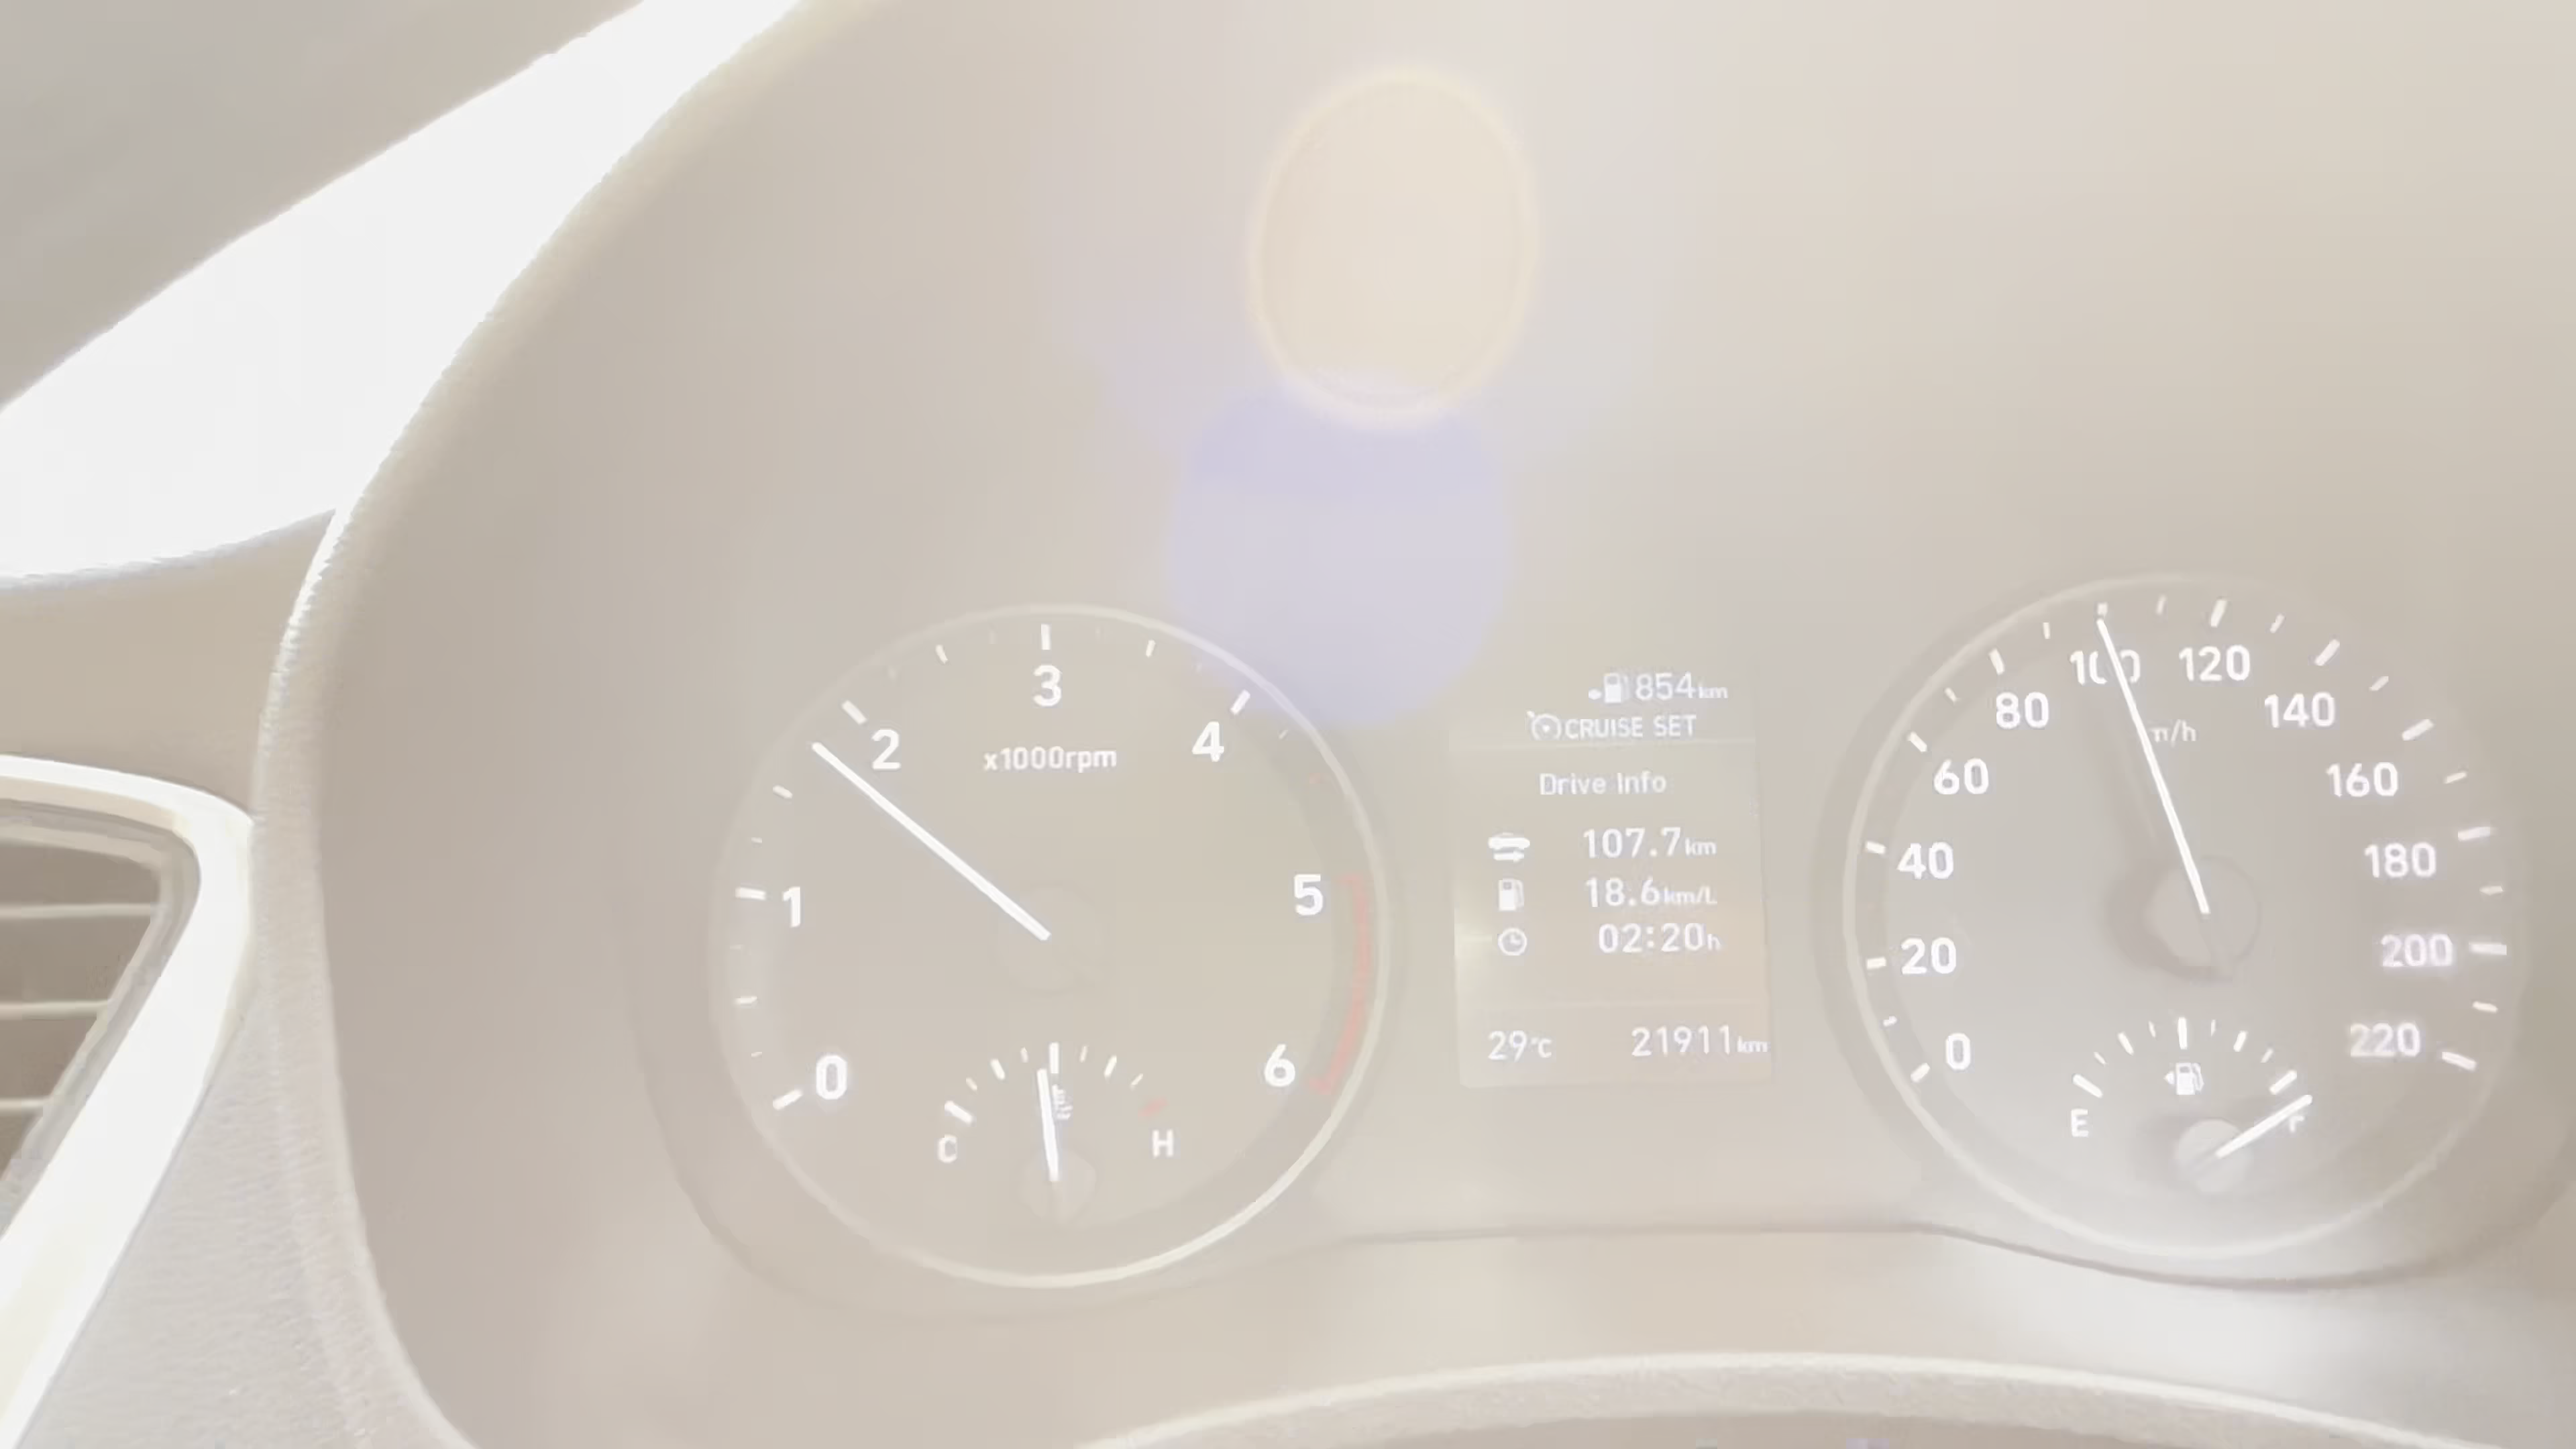 3
2
4
x1000rpm
1
5
0
6
C
H
854km
CRUISE SET
Drive Info
107.7km
18.6km/L
02:20h
29°C
21911km
100
120
80
140
60
160
40
180
20
200
0
220
E